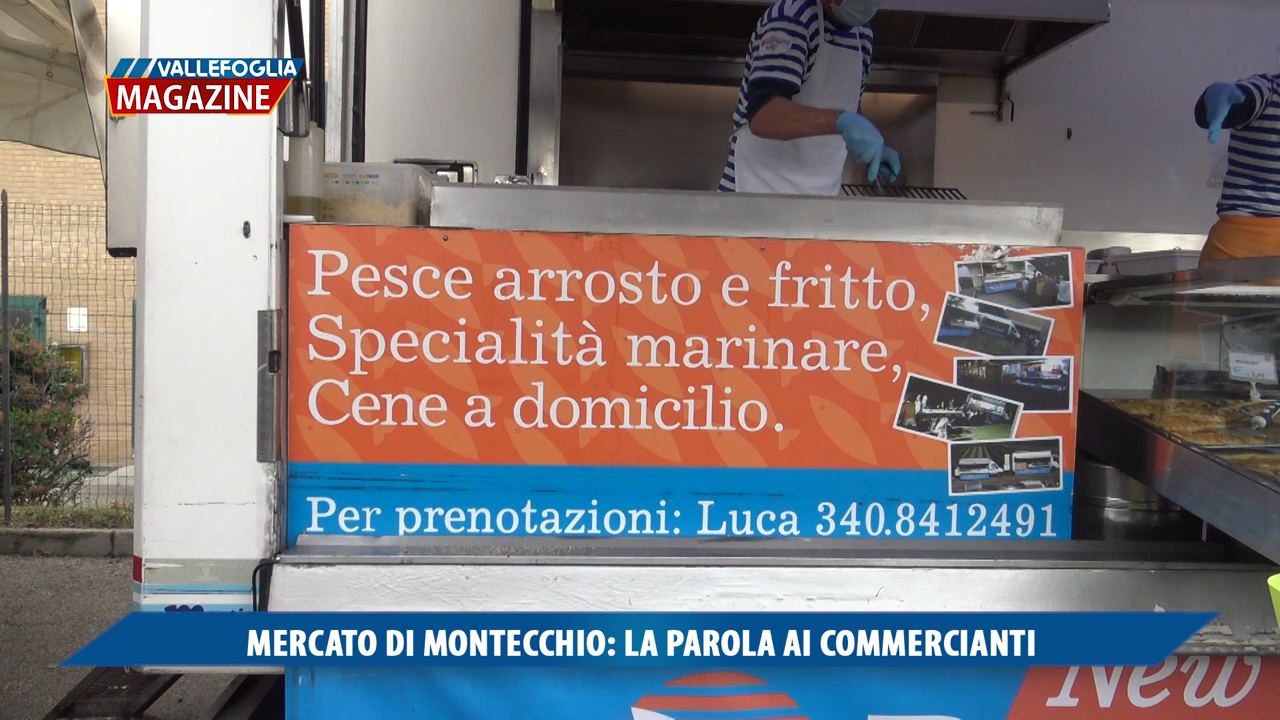 VALLEFOGLIA
MAGAZINE
Pesce arrosto e fritto,
Specialità marinare,
Cene a domicilio.
Per prenotazioni: Luca 340.8412491
MERCATO DI MONTECCHIO: LA PAROLA AI COMMERCIANTI
New